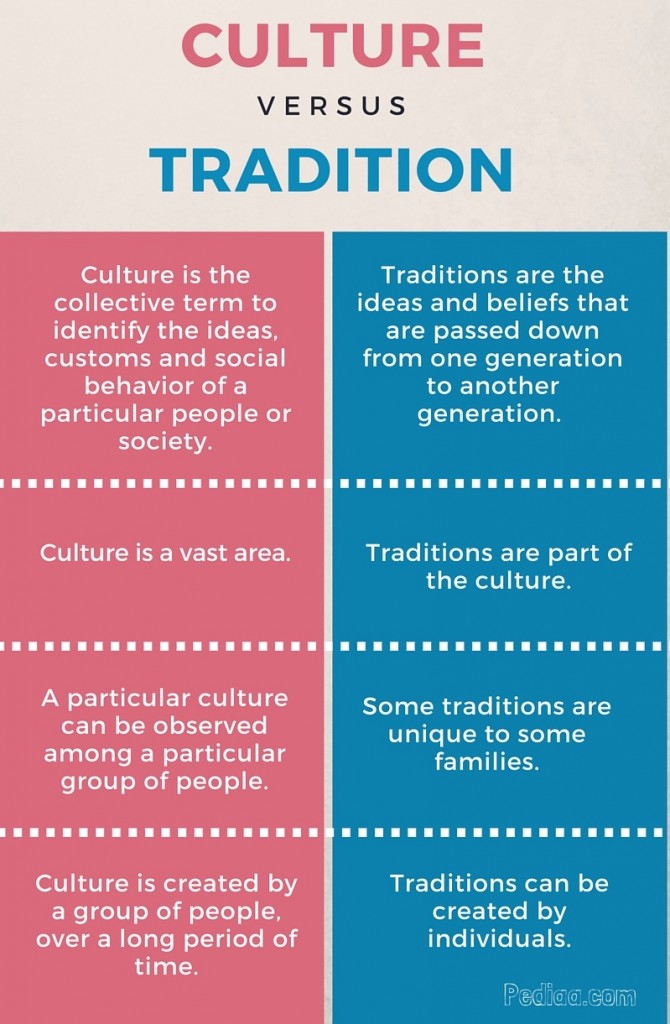 CULTURE
VERSUS
TRADITION
Culture is the
collective term to
identify the ideas,
customs and social
behavior of a
particular people or
society.
Traditions are the
ideas and beliefs that
are passed down
from one generation
to another
generation.
Culture is a vast area.
Traditions are part of
the culture.
A particular culture
can be observed
among a particular
group of people.
Some traditions are
unique to some
families.
Culture is created by
a group of people,
over a long period of
time.
Traditions can be
created by
individuals.
Pediaa.com